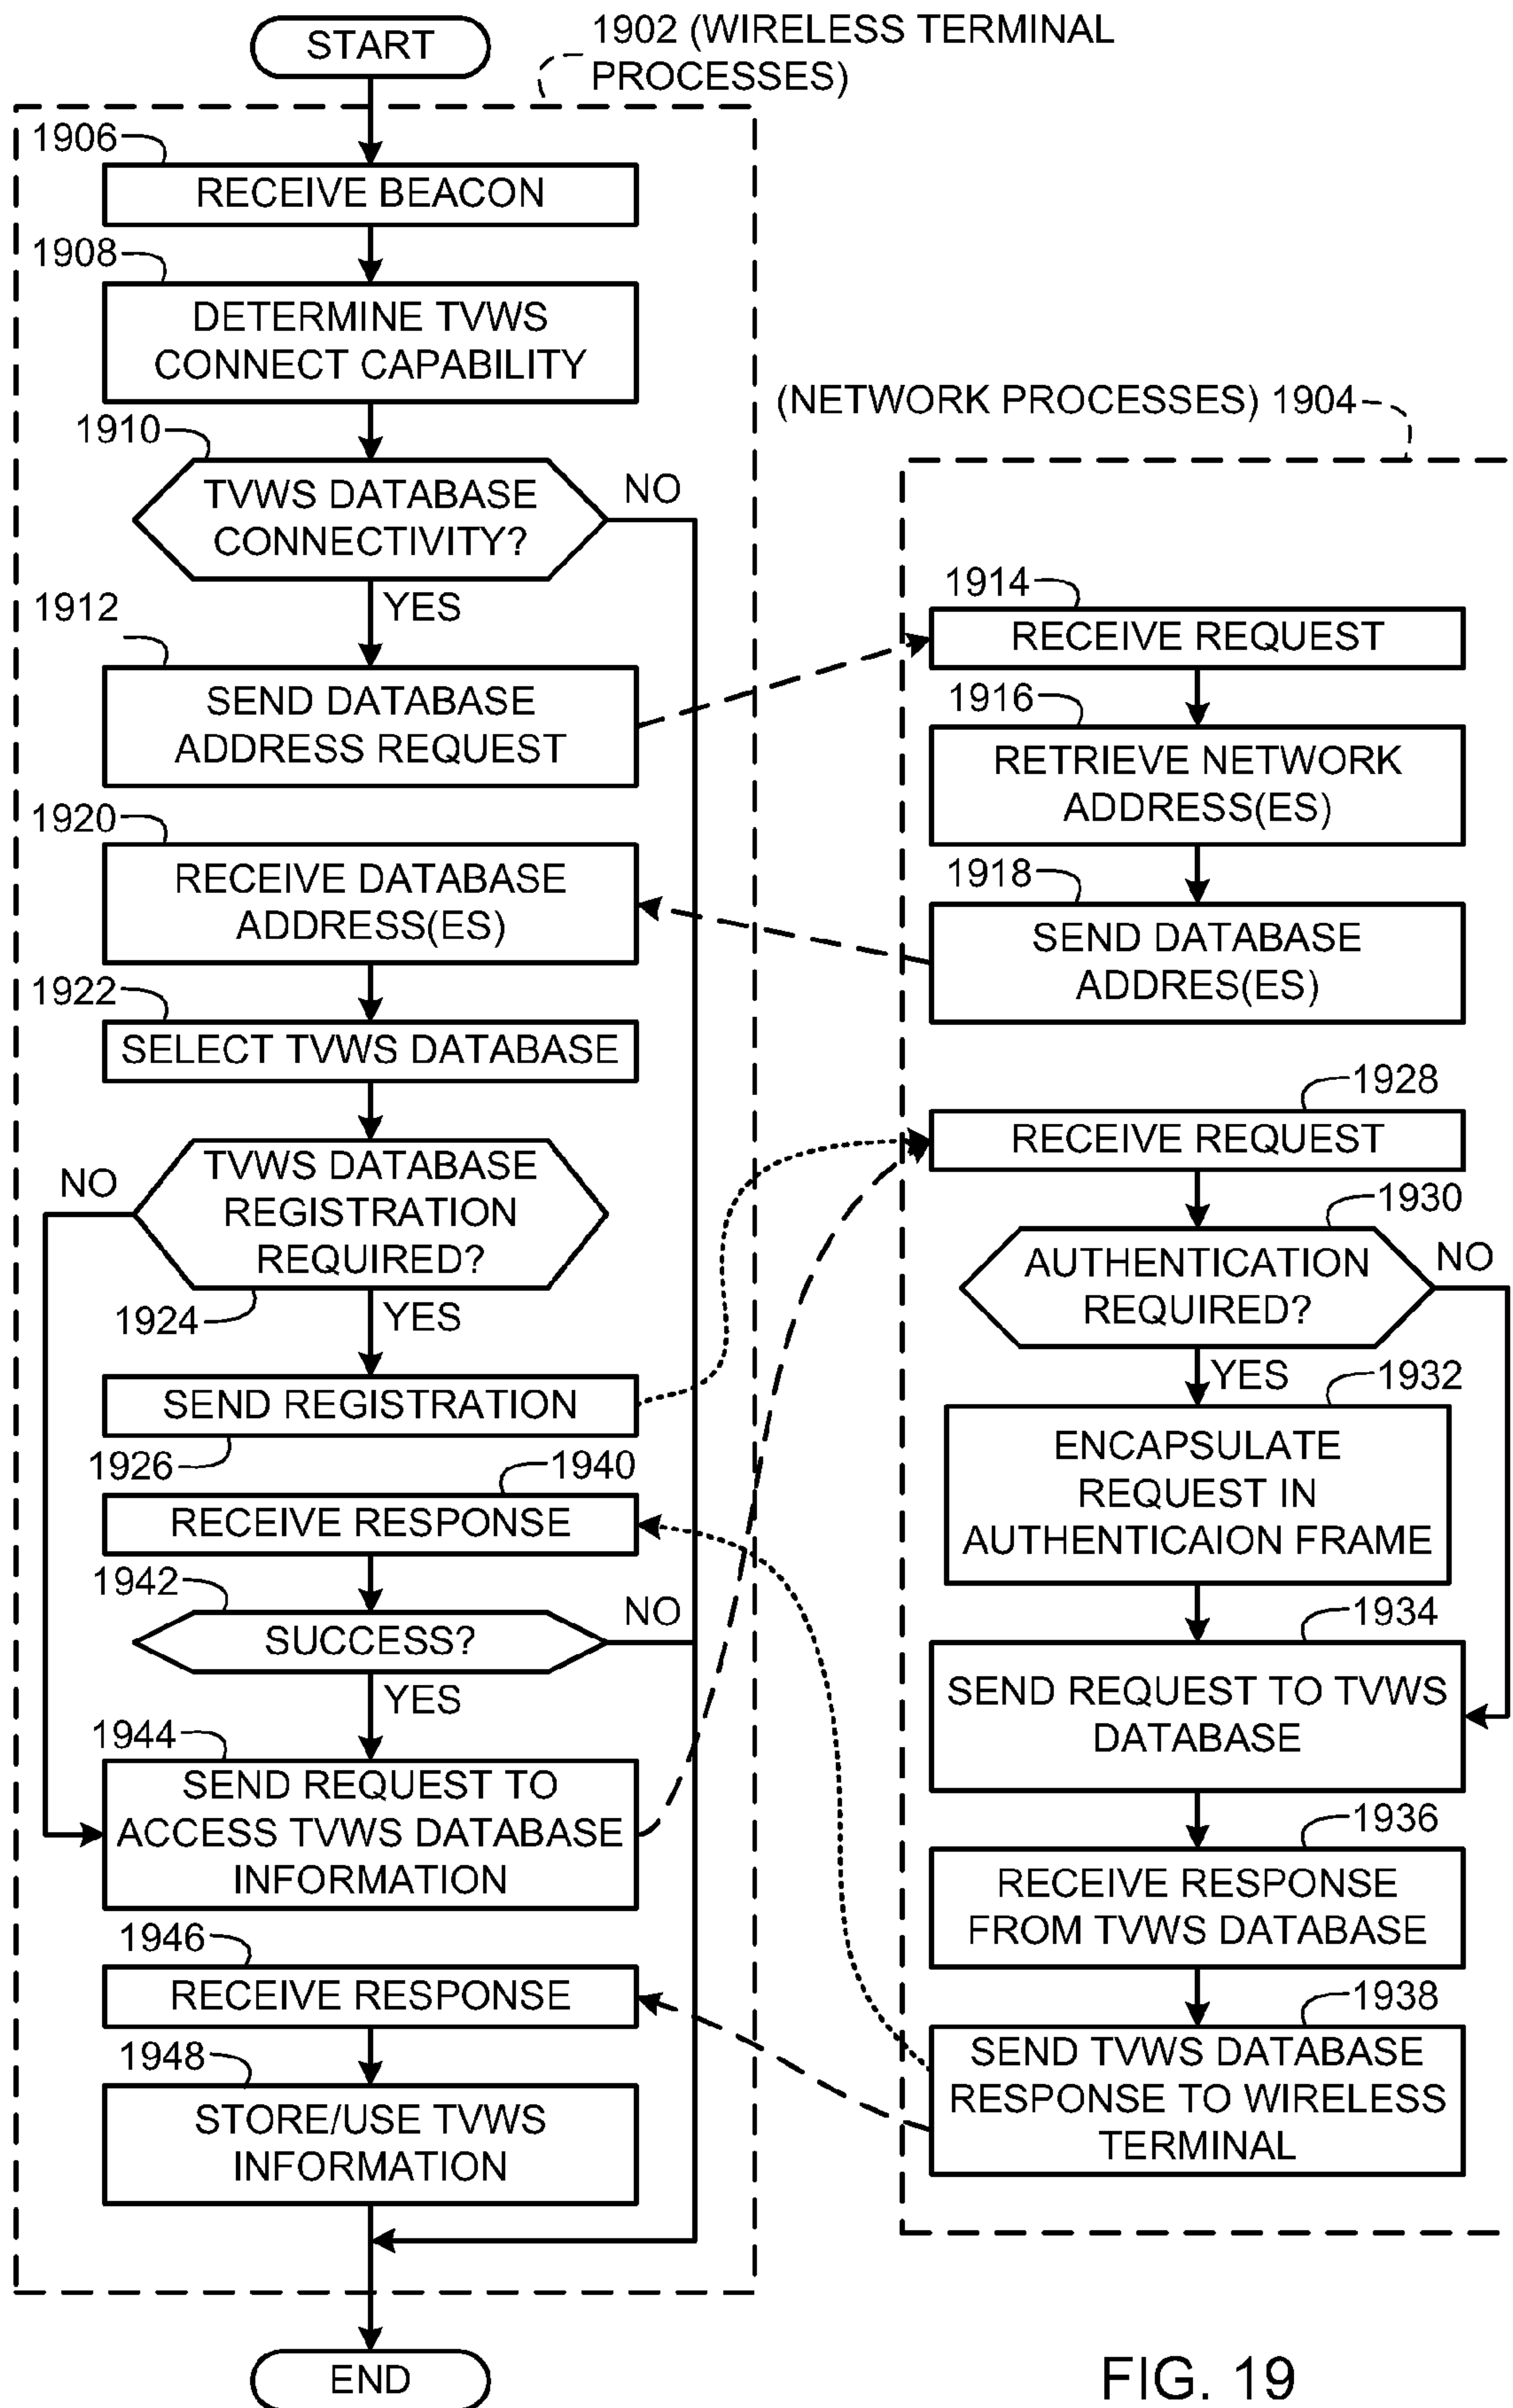 START
1902 (WIRELESS TERMINAL
PROCESSES)
1906
RECEIVE BEACON
1908
DETERMINE TVWS
CONNECT CAPABILITY
1910
TVWS DATABASE
CONNECTIVITY?
NO
YES
1912
SEND DATABASE
ADDRESS REQUEST
1920
RECEIVE DATABASE
ADDRESS(ES)
1922
SELECT TVWS DATABASE
TVWS DATABASE
REGISTRATION
REQUIRED?
NO
1924
YES
SEND REGISTRATION
1926
1940
RECEIVE RESPONSE
1942
SUCCESS?
NO
YES
1944
SEND REQUEST TO
ACCESS TVWS DATABASE
INFORMATION
1946
RECEIVE RESPONSE
1948
STORE/USE TVWS
INFORMATION
END
(NETWORK PROCESSES) 1904
1914
RECEIVE REQUEST
1916
RETRIEVE NETWORK
ADDRESS(ES)
1918
SEND DATABASE
ADDRES(ES)
1928
RECEIVE REQUEST
1930
AUTHENTICATION
REQUIRED?
NO
YES
1932
ENCAPSULATE
REQUEST IN
AUTHENTICAION FRAME
1934
SEND REQUEST TO TVWS
DATABASE
1936
RECEIVE RESPONSE
FROM TVWS DATABASE
1938
SEND TVWS DATABASE
RESPONSE TO WIRELESS
TERMINAL
FIG. 19